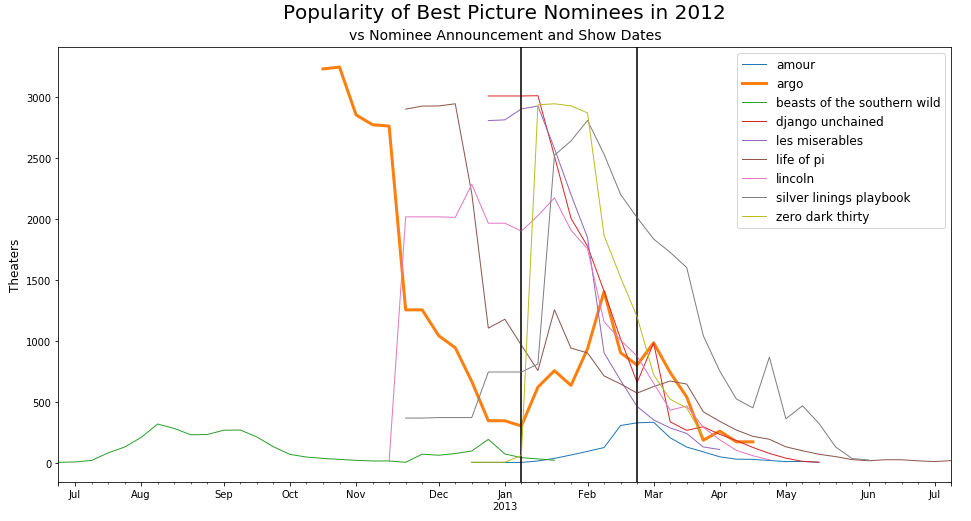 Popularity of Best Picture Nominees in 2012
vs Nominee Announcement and Show Dates
amour
argo
beasts of the southern wild
django unchained
les miserables
life of pi
lincoln
silver linings playbook
zero dark thirty
Theaters
3000
2500
2000
1500
1000
500
0
Jul Aug Sep Oct Nov Dec Jan Feb Mar Apr May Jun Jul
2013